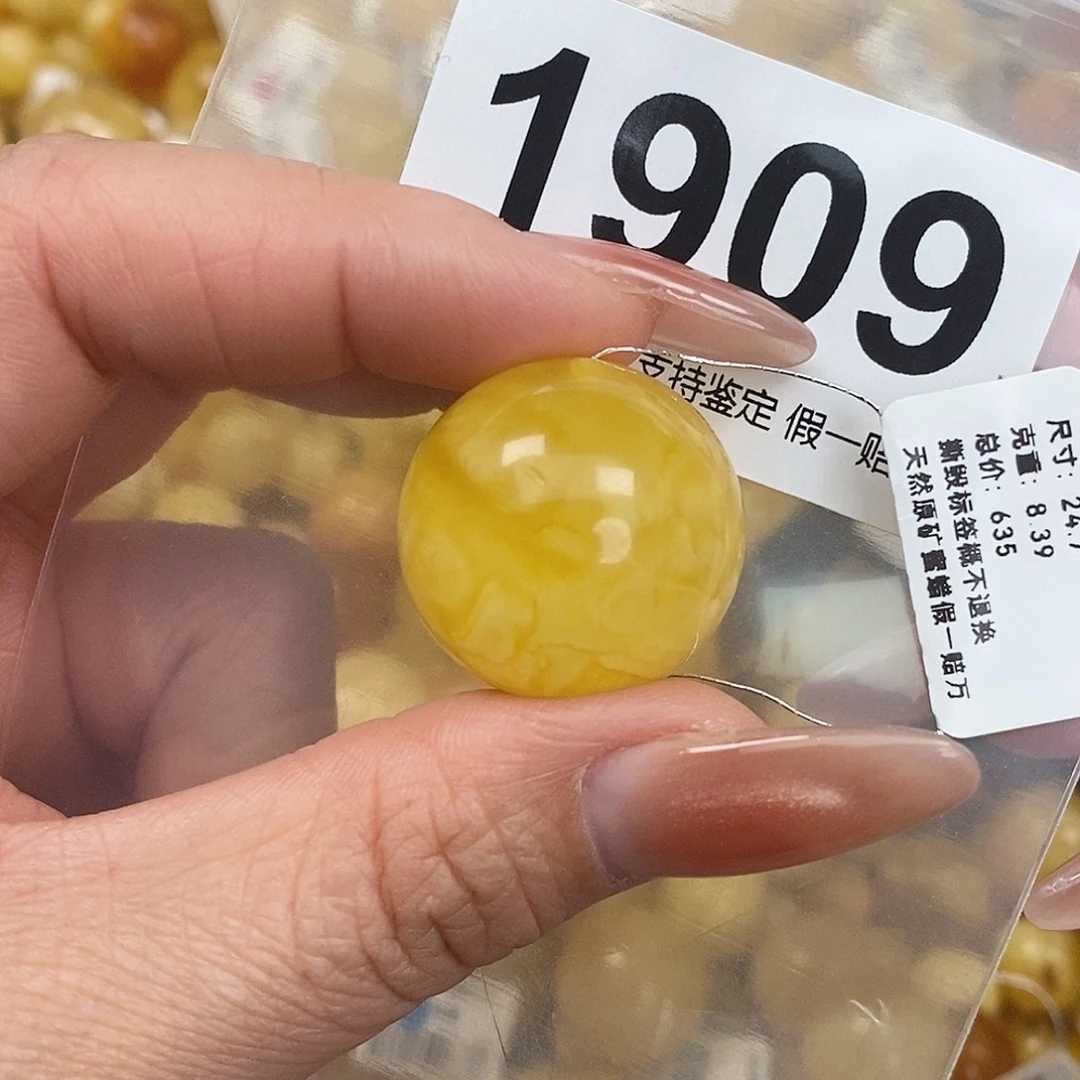 1909
支持鉴定 假一赔
尺寸: 24.7
克重: 8.39
总价: 635
撕毁标签概不退换
天然原矿蜜蜡假一赔万